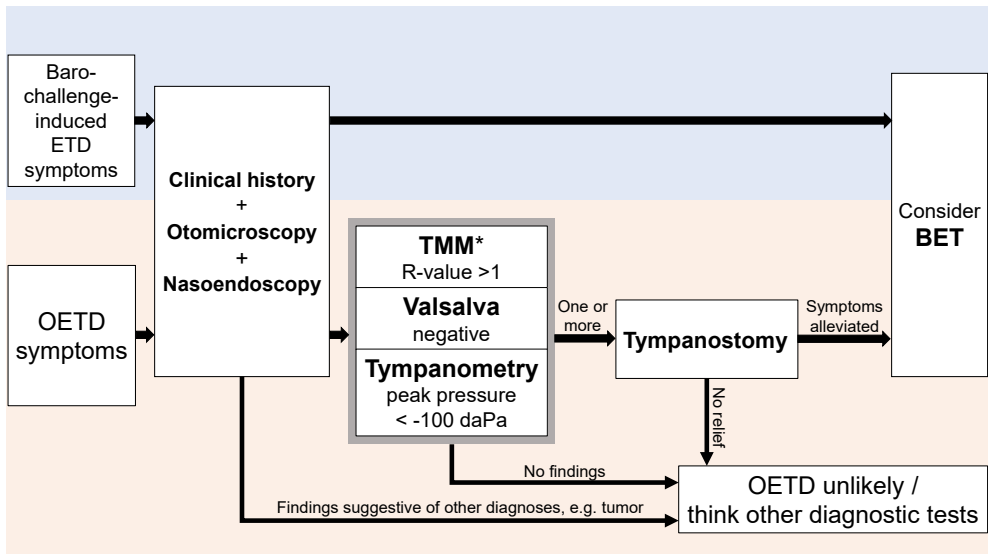 Baro-
challenge-
induced
ETD
symptoms
Clinical history
+
Otomicroscopy
+
Nasoendoscopy
OETD
symptoms
TMM*
R-value >1
Valsalva
negative
Tympanometry
peak pressure
< -100 daPa
One or
more
Tympanostomy
Symptoms
alleviated
Consider
BET
No relief
No findings
Findings suggestive of other diagnoses, e.g. tumor
OETD unlikely /
think other diagnostic tests